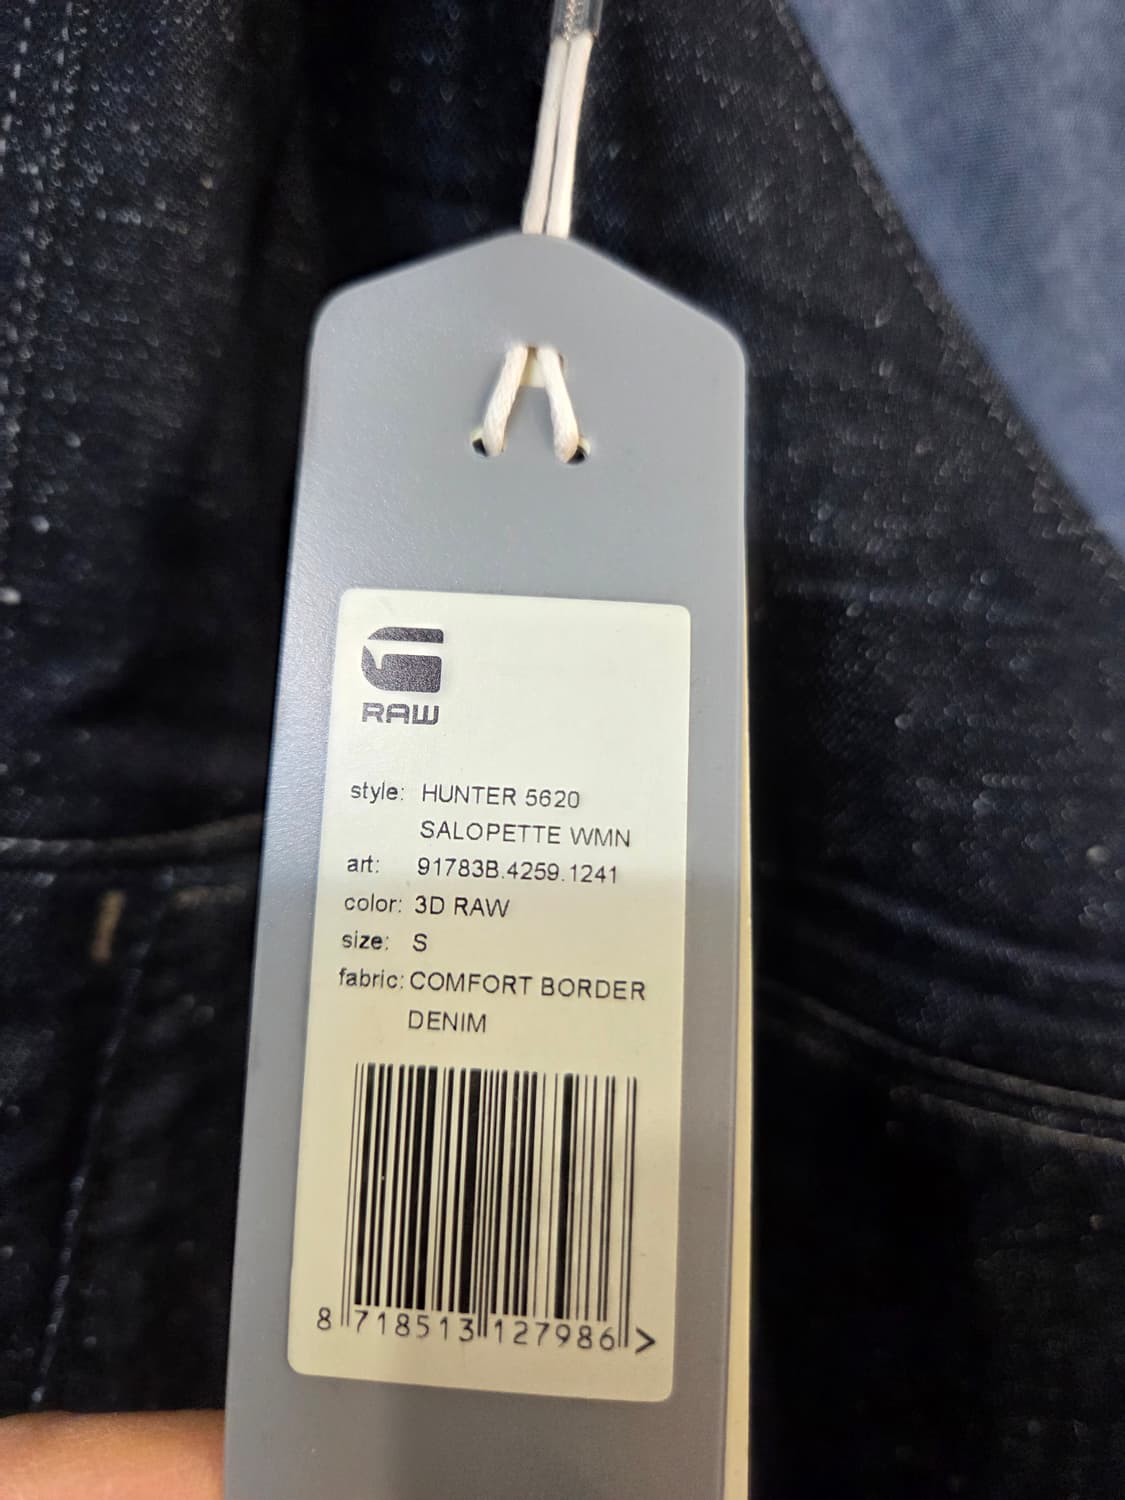 RAW
style: HUNTER 5620
SALOPETTE WMN
art: 91783B.4259.1241
color: 3D RAW
size: S
fabric: COMFORT BORDER
DENIM
8 718513 127986 >